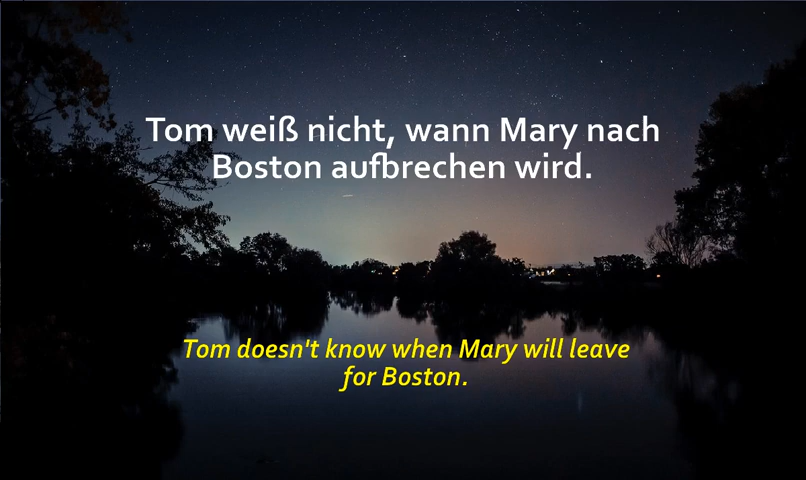 Tom weiß nicht, wann Mary nach
Boston aufbrechen wird.
Tom doesn't know when Mary will leave
for Boston.